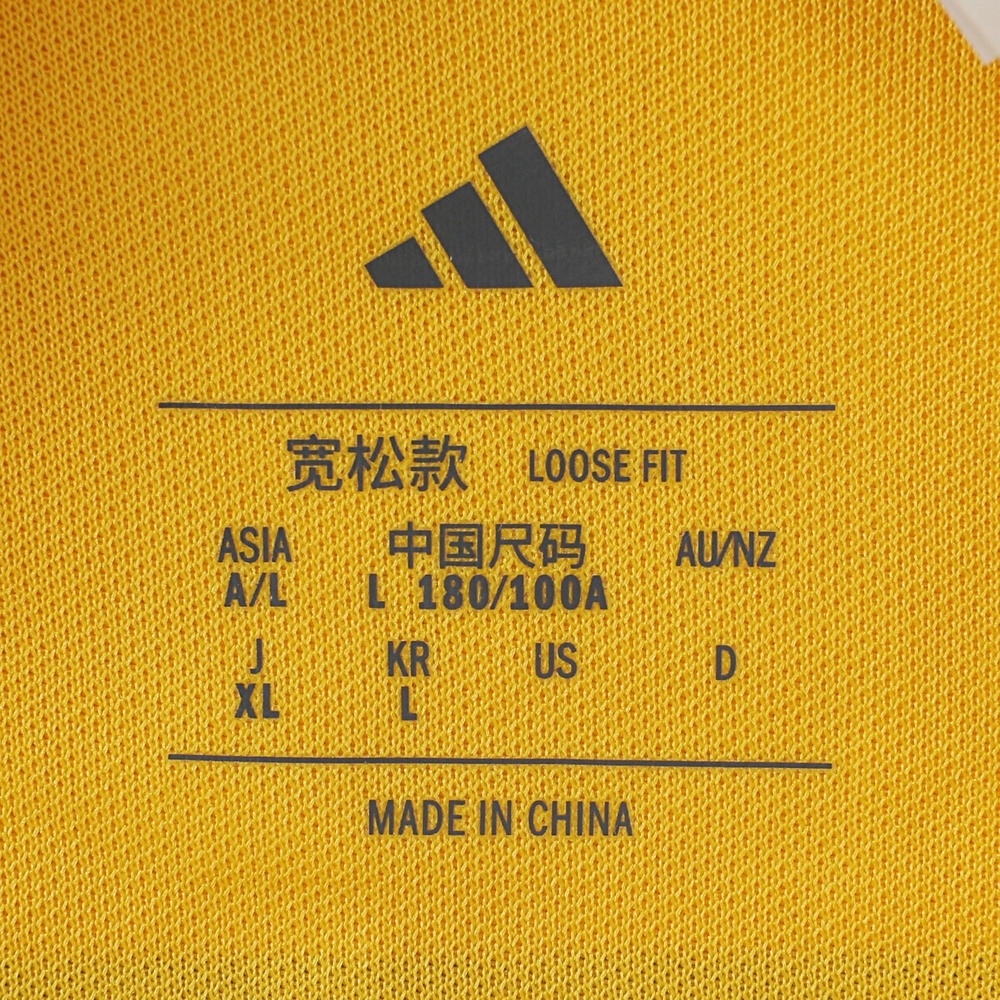 宽松款 LOOSE FIT
ASIA 中国尺码 AU/NZ
A/L L 180/100A
J KR US D
XL L
MADE IN CHINA